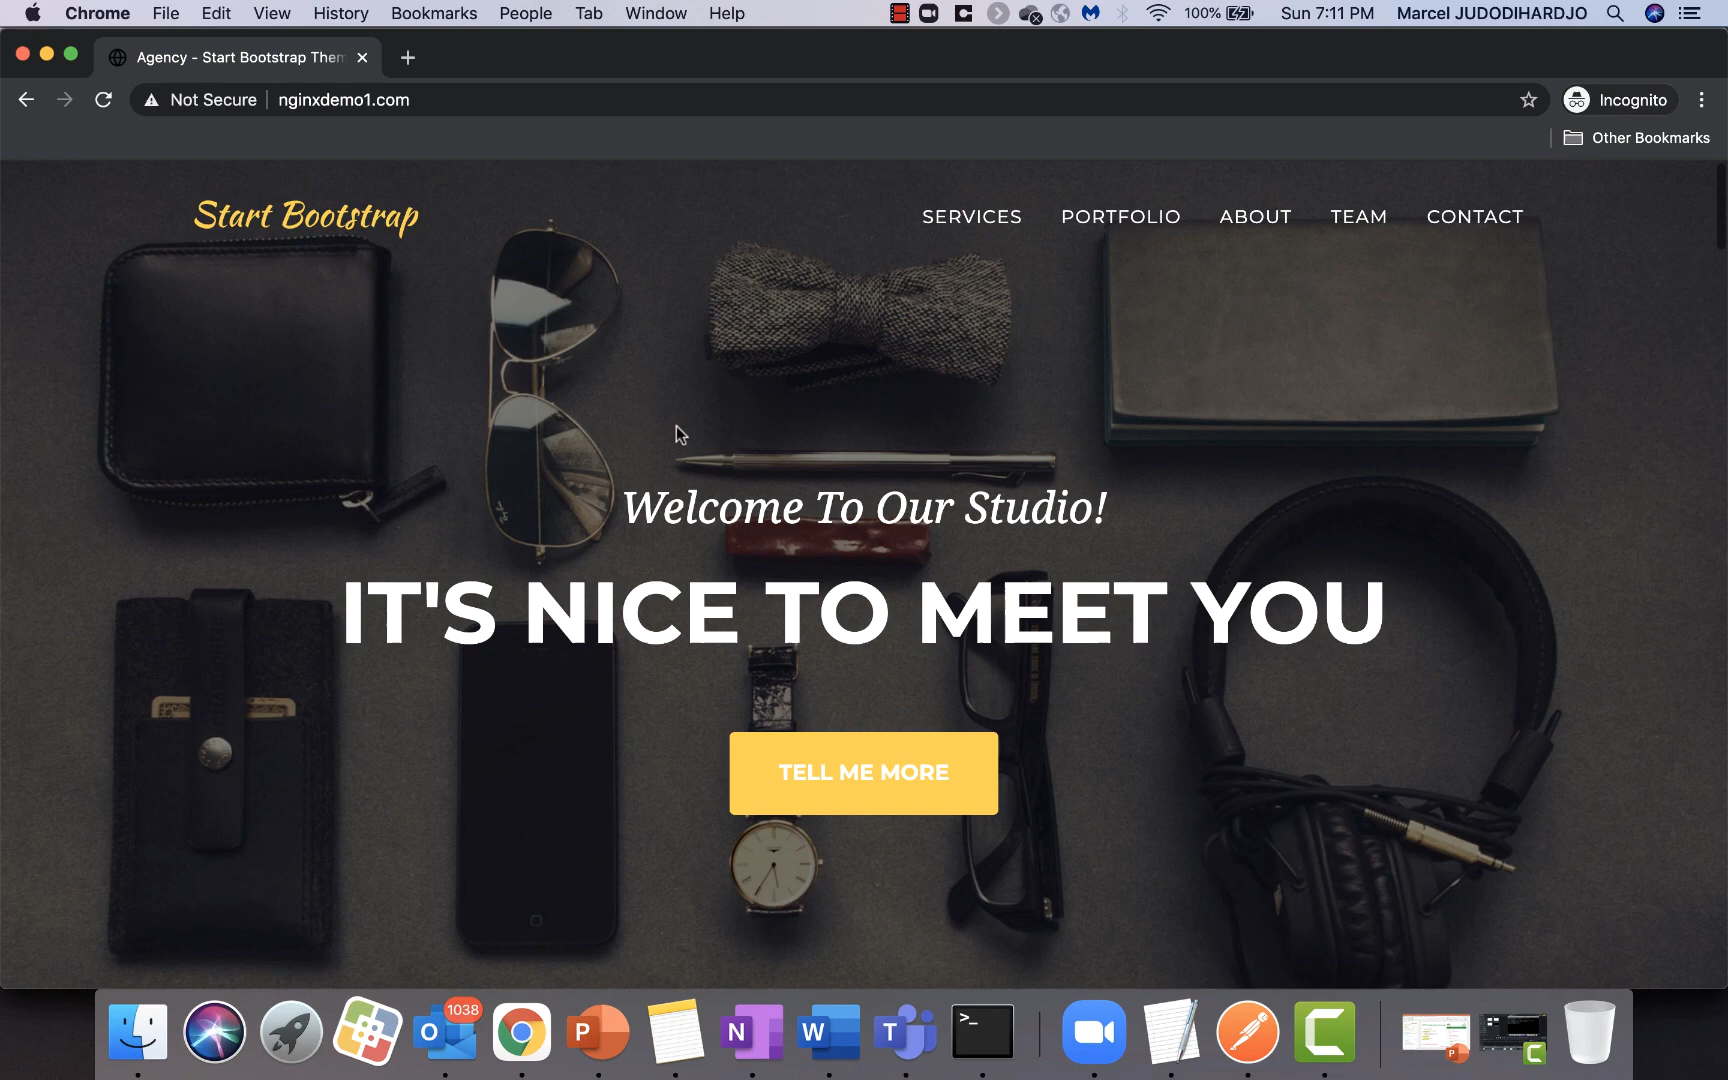 Chrome File Edit View History Bookmarks People Tab Window Help 100% Sun 7:11 PM Marcel JUDODIHARDJO
Agency - Start Bootstrap Them
Not Secure nginxdemo1.com Incognito
Other Bookmarks
Start Bootstrap SERVICES PORTFOLIO ABOUT TEAM CONTACT
Welcome To Our Studio!
IT'S NICE TO MEET YOU
TELL ME MORE
1038